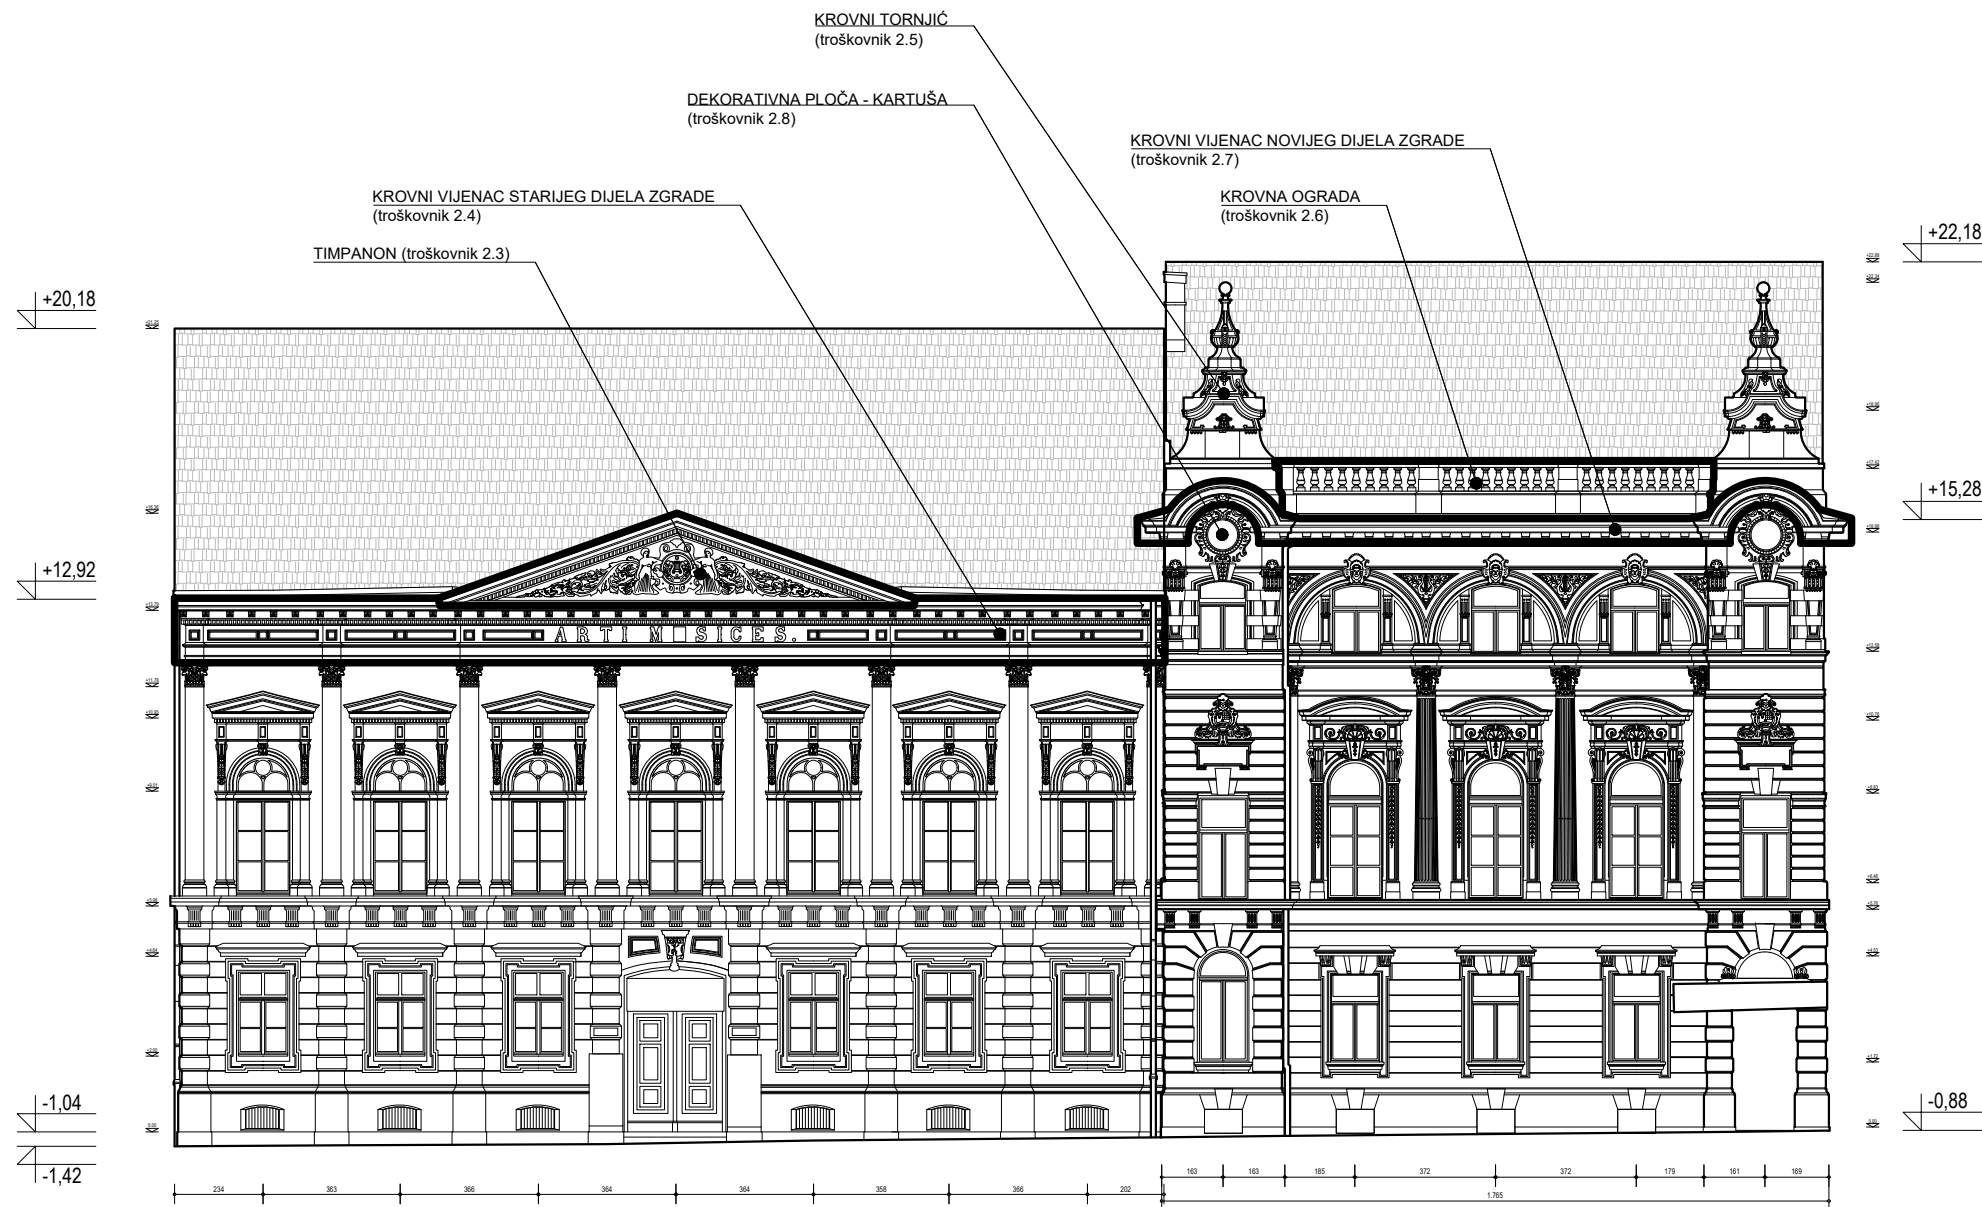 KROVNI TORNJIĆ
(troškovnik 2.5)
DEKORATIVNA PLOČA - KARTUŠA
(troškovnik 2.8)
KROVNI VIJENAC NOVIJEG DIJELA ZGRADE
(troškovnik 2.7)
KROVNI VIJENAC STARIJEG DIJELA ZGRADE
(troškovnik 2.4)
KROVNA OGRADA
(troškovnik 2.6)
TIMPANON (troškovnik 2.3)
+22,18
+20,18
+15,28
+12,92
ARTI M□SICES.
-1,04
-0,88
-1,42
163 163 185 372 372 179 161 169
234 363 366 364 364 358 366 202
1.765